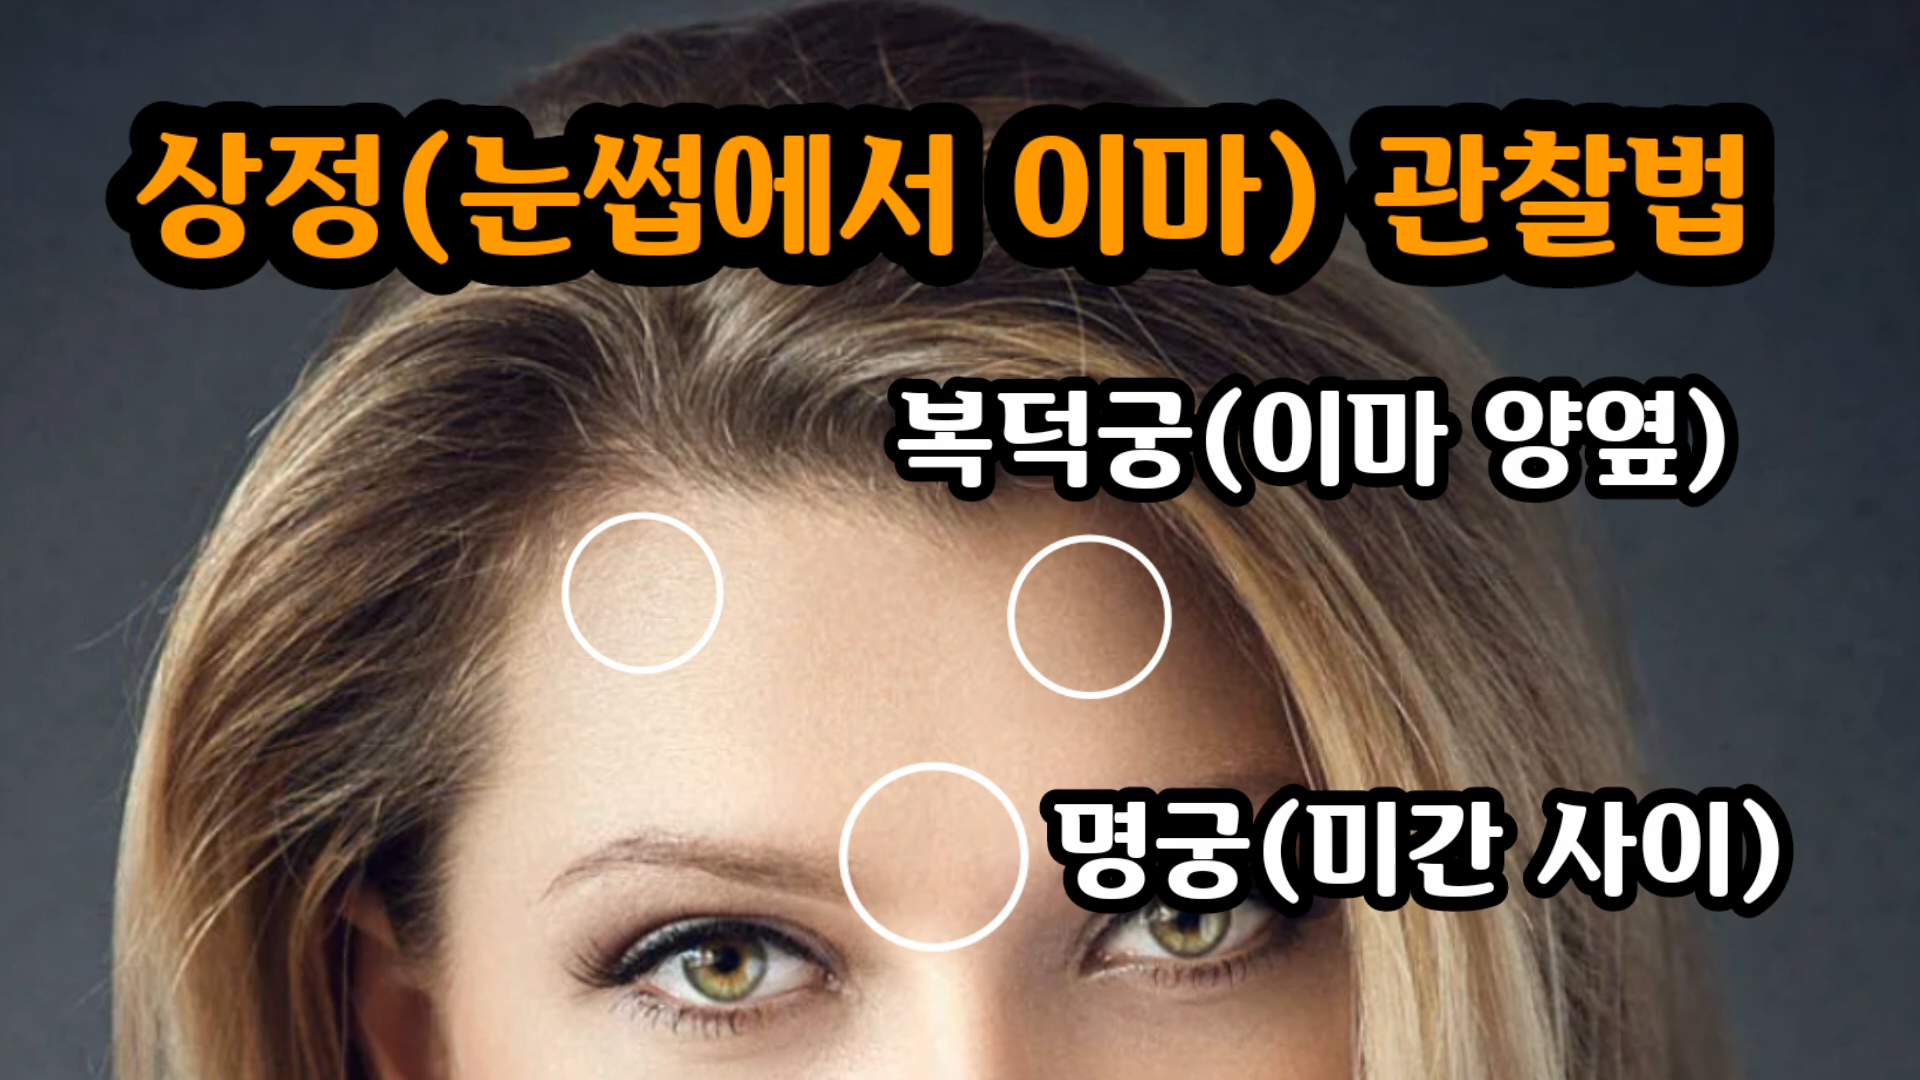 상정(눈썹에서 이마) 관찰법
복덕궁(이마 양옆)
명궁(미간 사이)